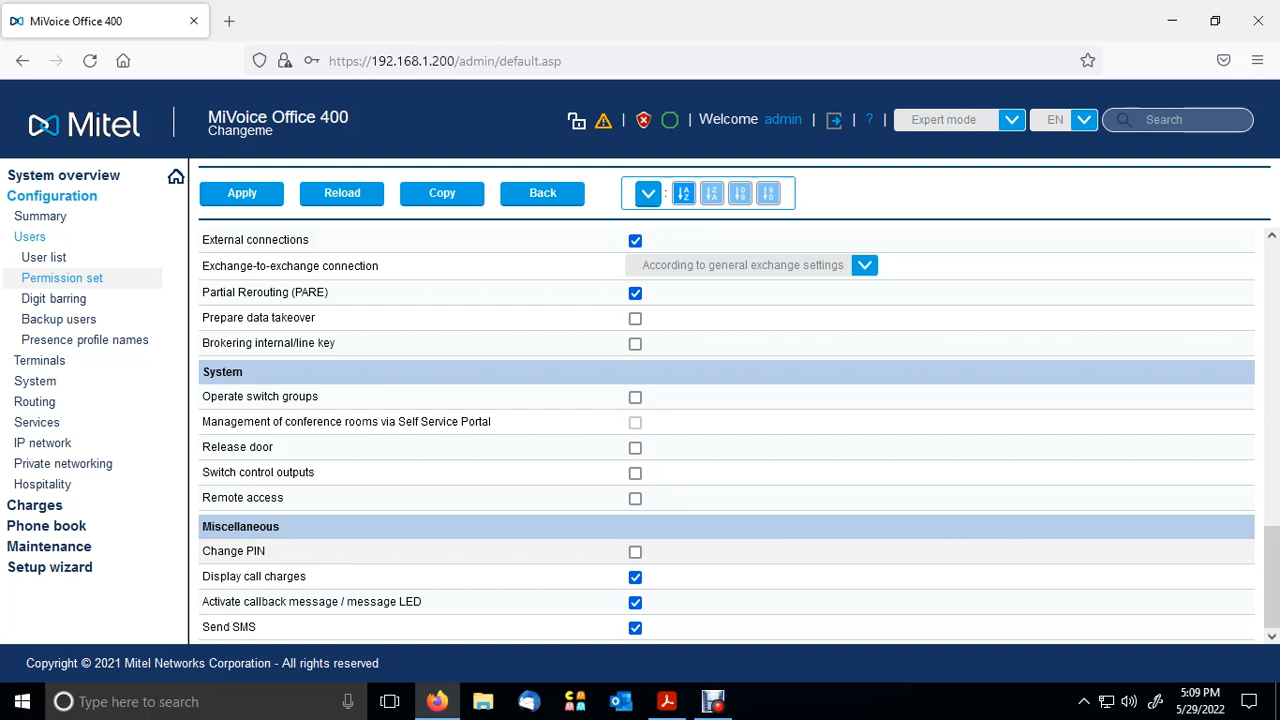 MiVoice Office 400
https://192.168.1.200/admin/default.asp
Mitel
MiVoice Office 400
Changeme
Welcome admin
?
Expert mode
EN
Search
System overview
Configuration
Summary
Users
User list
Permission set
Digit barring
Backup users
Presence profile names
Terminals
System
Routing
Services
IP network
Private networking
Hospitality
Charges
Phone book
Maintenance
Setup wizard
Apply
Reload
Copy
Back
:
External connections
Exchange-to-exchange connection
According to general exchange settings
Partial Rerouting (PARE)
Prepare data takeover
Brokering internal/line key
System
Operate switch groups
Management of conference rooms via Self Service Portal
Release door
Switch control outputs
Remote access
Miscellaneous
Change PIN
Display call charges
Activate callback message / message LED
Send SMS
Copyright © 2021 Mitel Networks Corporation - All rights reserved
Type here to search
5:09 PM
5/29/2022